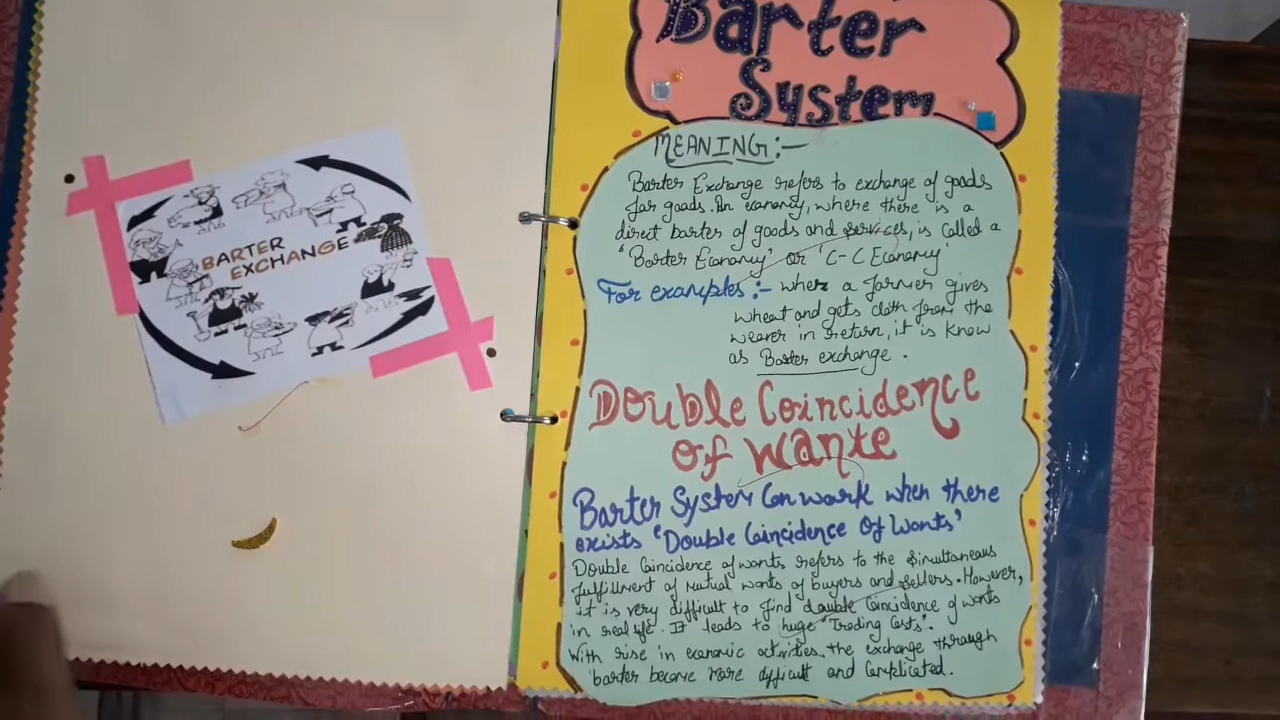 BARTER
EXCHANGE
Barter
System
MEANING:-
Barter Exchange refers to exchange of goods
for goods. An economy, where there is a
direct barter of goods and services, is called a
'Barter Economy' or 'C-C Economy'
For examples:- when a farmer gives
wheat and gets cloth from the
weaver in return, it is know
as Barter exchange.
Double Coincidence
of Wante
Barter System Can work when there
exists 'Double Coincidence Of Wants'
Double Coincidence of wants refers to the Simultaneous
fulfillment of Mutual wants of buyers and Sellers. However,
it is very difficult to find double Coincidence of wants
in real life. It leads to huge "Trading Costs".
With rise in economic activities, the exchange through
barter become More difficult and Complicated.